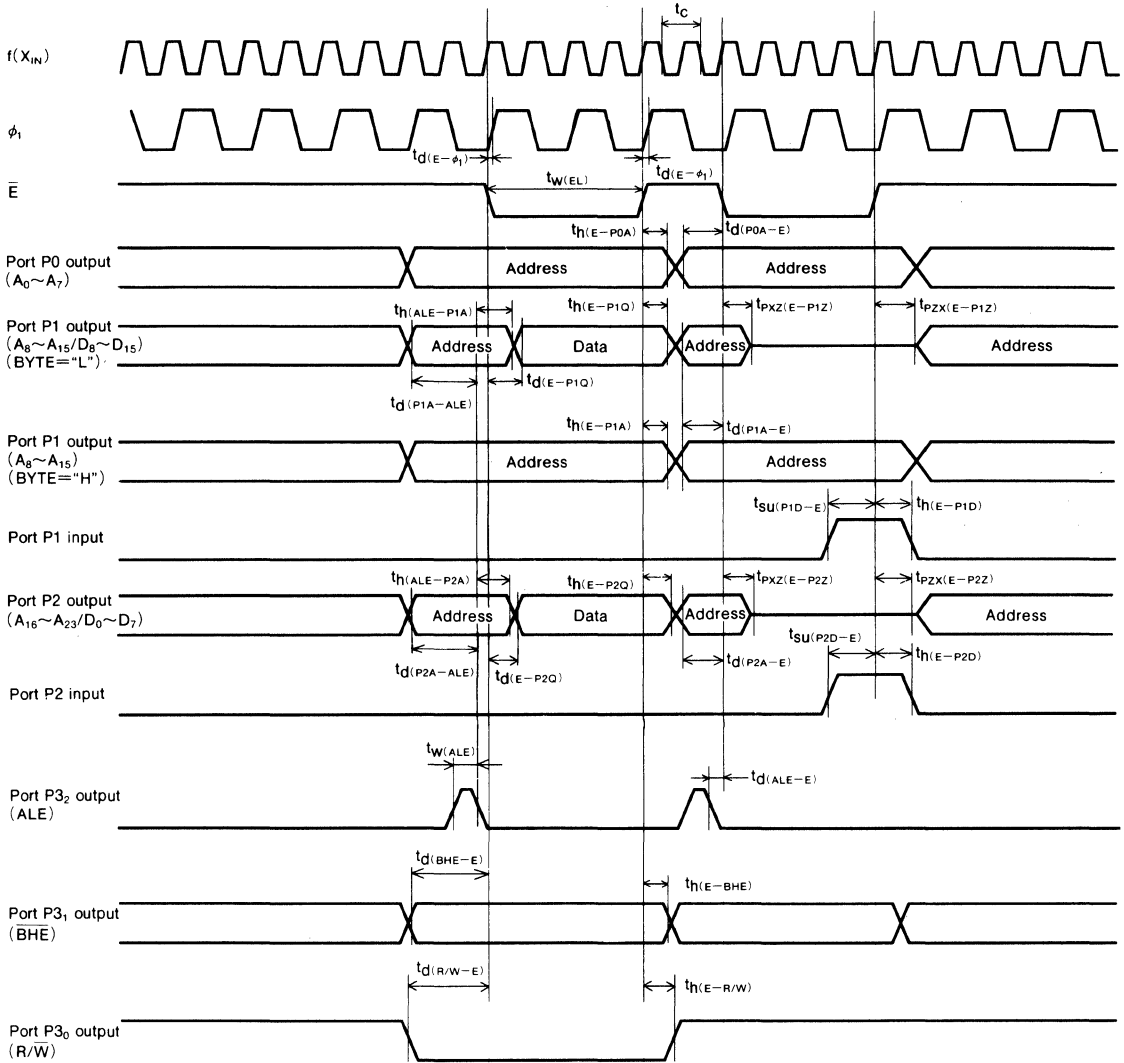 tC
f(XIN)
ϕ1
td(E−ϕ1)
tW(EL)
td(E−ϕ1)
E̅
th(E−P0A)
td(P0A−E)
Port P0 output
(A0~A7)
Address
Address
th(ALE−P1A)
th(E−P1Q)
tPXZ(E−P1Z)
tPZX(E−P1Z)
Port P1 output
(A8~A15/D8~D15)
(BYTE="L")
Address
Data
Address
Address
td(P1A−ALE)
td(E−P1Q)
th(E−P1A)
td(P1A−E)
Port P1 output
(A8~A15)
(BYTE="H")
Address
Address
tsu(P1D−E)
th(E−P1D)
Port P1 input
th(ALE−P2A)
th(E−P2Q)
tPXZ(E−P2Z)
tPZX(E−P2Z)
Port P2 output
(A16~A23/D0~D7)
Address
Data
Address
Address
td(P2A−ALE)
td(E−P2Q)
td(P2A−E)
tsu(P2D−E)
th(E−P2D)
Port P2 input
tW(ALE)
td(ALE−E)
Port P32 output
(ALE)
td(BHE−E)
th(E−BHE)
Port P31 output
(B̅H̅E̅)
td(R/W−E)
th(E−R/W)
Port P30 output
(R/W̅)